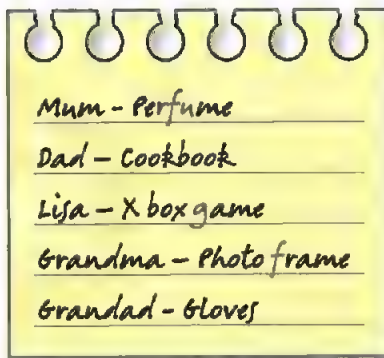 Mum - Perfume
Dad - Cookbook
Lisa - X box game
Grandma - Photo frame
Grandad - Gloves